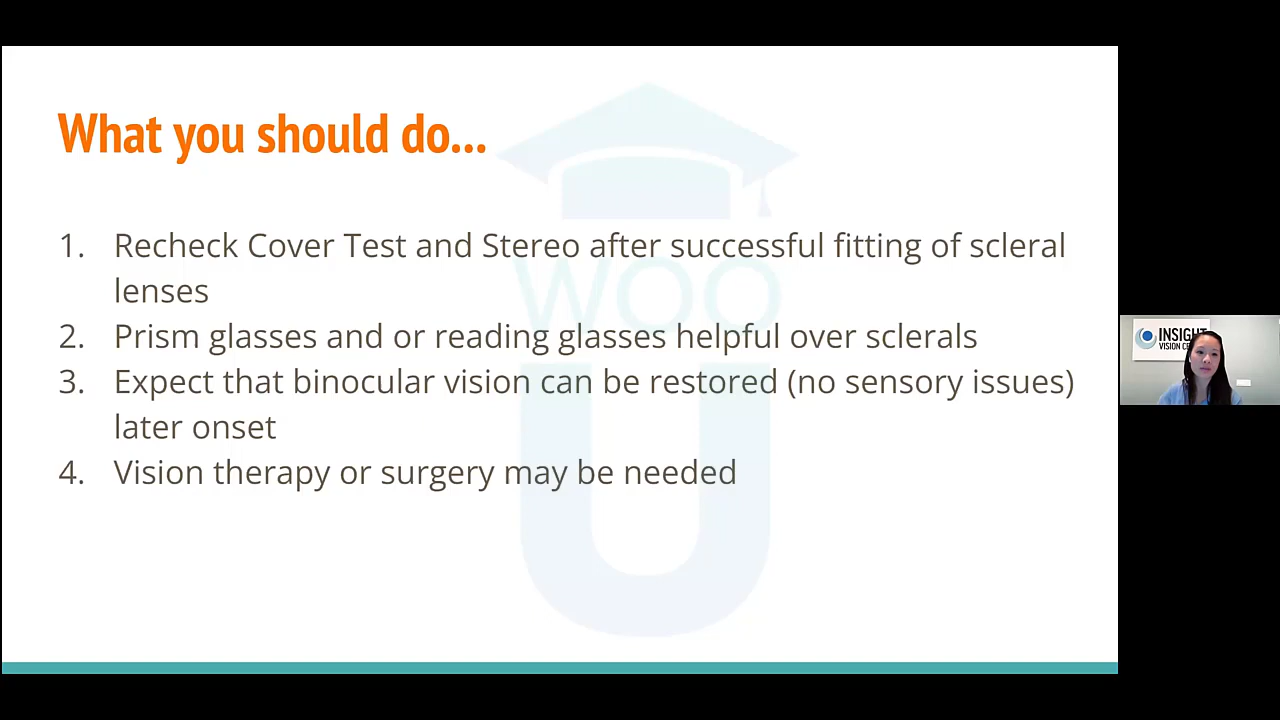 What you should do...
WOO
U
1. Recheck Cover Test and Stereo after successful fitting of scleral
lenses
2. Prism glasses and or reading glasses helpful over sclerals
3. Expect that binocular vision can be restored (no sensory issues)
later onset
4. Vision therapy or surgery may be needed
INSIGHT
VISION